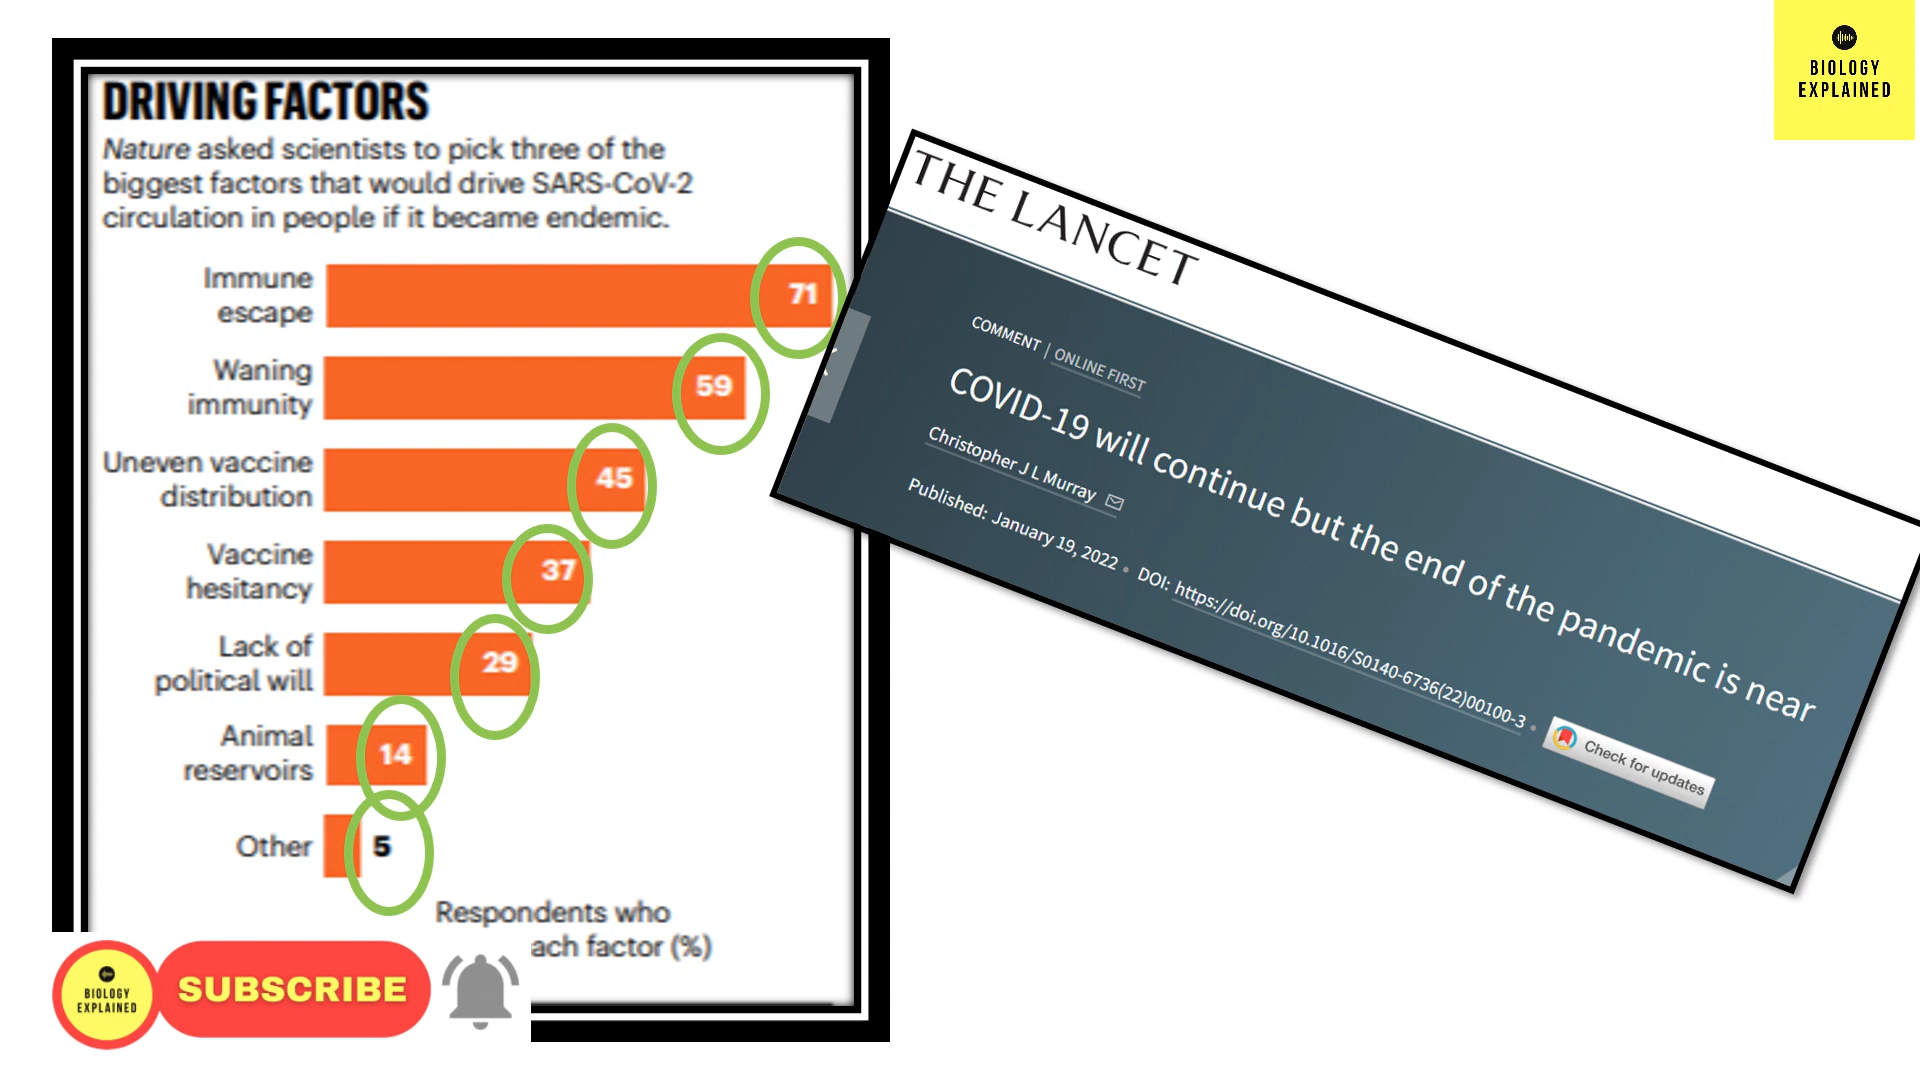 DRIVING FACTORS
Nature asked scientists to pick three of the
biggest factors that would drive SARS-CoV-2
circulation in people if it became endemic.
Immune
escape
71
Waning
immunity
59
Uneven vaccine
distribution
45
Vaccine
hesitancy
37
Lack of
political will
29
Animal
reservoirs
14
Other
5
Respondents who
factor (%)
BIOLOGY
EXPLAINED
SUBSCRIBE
THE LANCET
COMMENT | ONLINE FIRST
COVID-19 will continue but the end of the pandemic is near
Christopher J L Murray
Published: January 19, 2022 • DOI: https://doi.org/10.1016/S0140-6736(22)00100-3 •
Check for updates
BIOLOGY
EXPLAINED